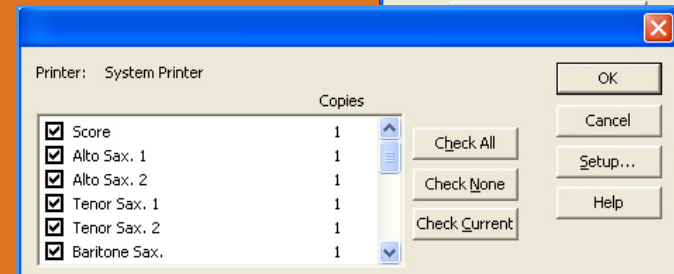 Printer: System Printer
Copies
Score 1
Alto Sax. 1 1
Alto Sax. 2 1
Tenor Sax. 1 1
Tenor Sax. 2 1
Baritone Sax. 1
Check All
Check None
Check Current
OK
Cancel
Setup...
Help